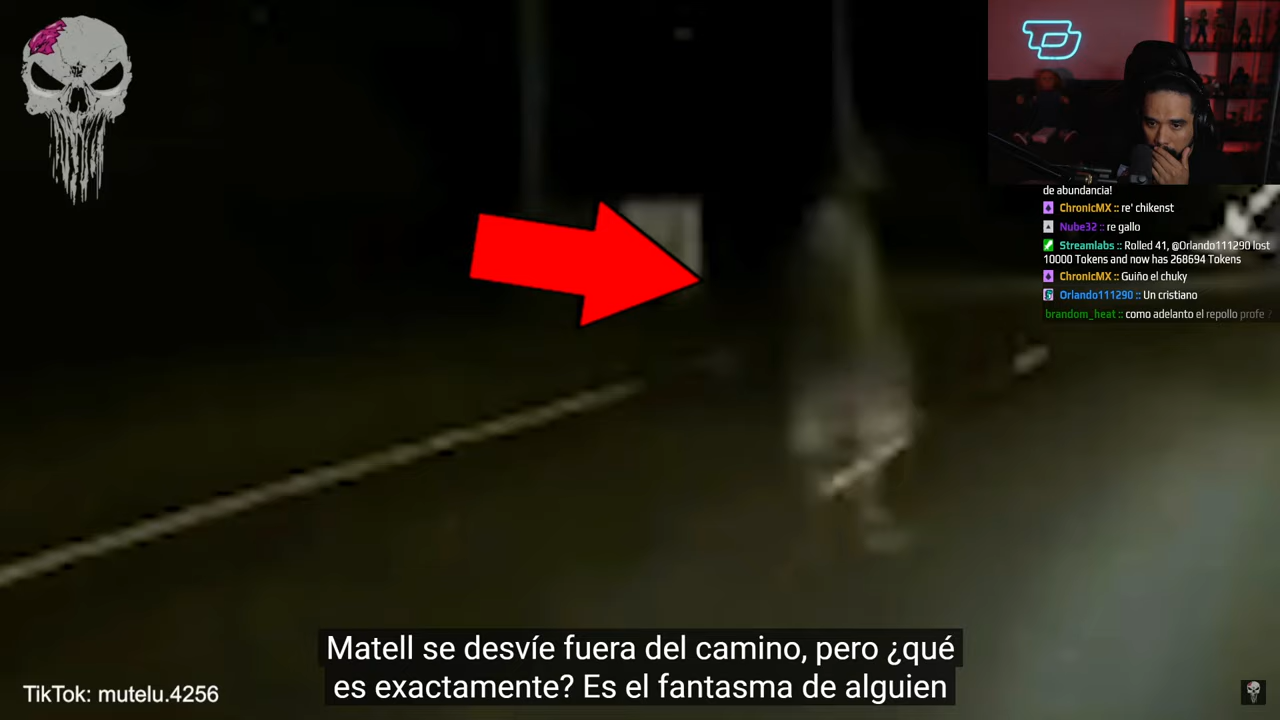 de abundancia!
ChronicMX :: re' chikenst
Nube32 :: re gallo
Streamlabs :: Rolled 41, @Orlando111290 lost
10000 Tokens and now has 268694 Tokens
ChronicMX :: Guiño el chuky
Orlando111290 :: Un cristiano
brandom_heat :: como adelanto el repollo profe ?
Matell se desvíe fuera del camino, pero ¿qué
es exactamente? Es el fantasma de alguien
TikTok: mutelu.4256